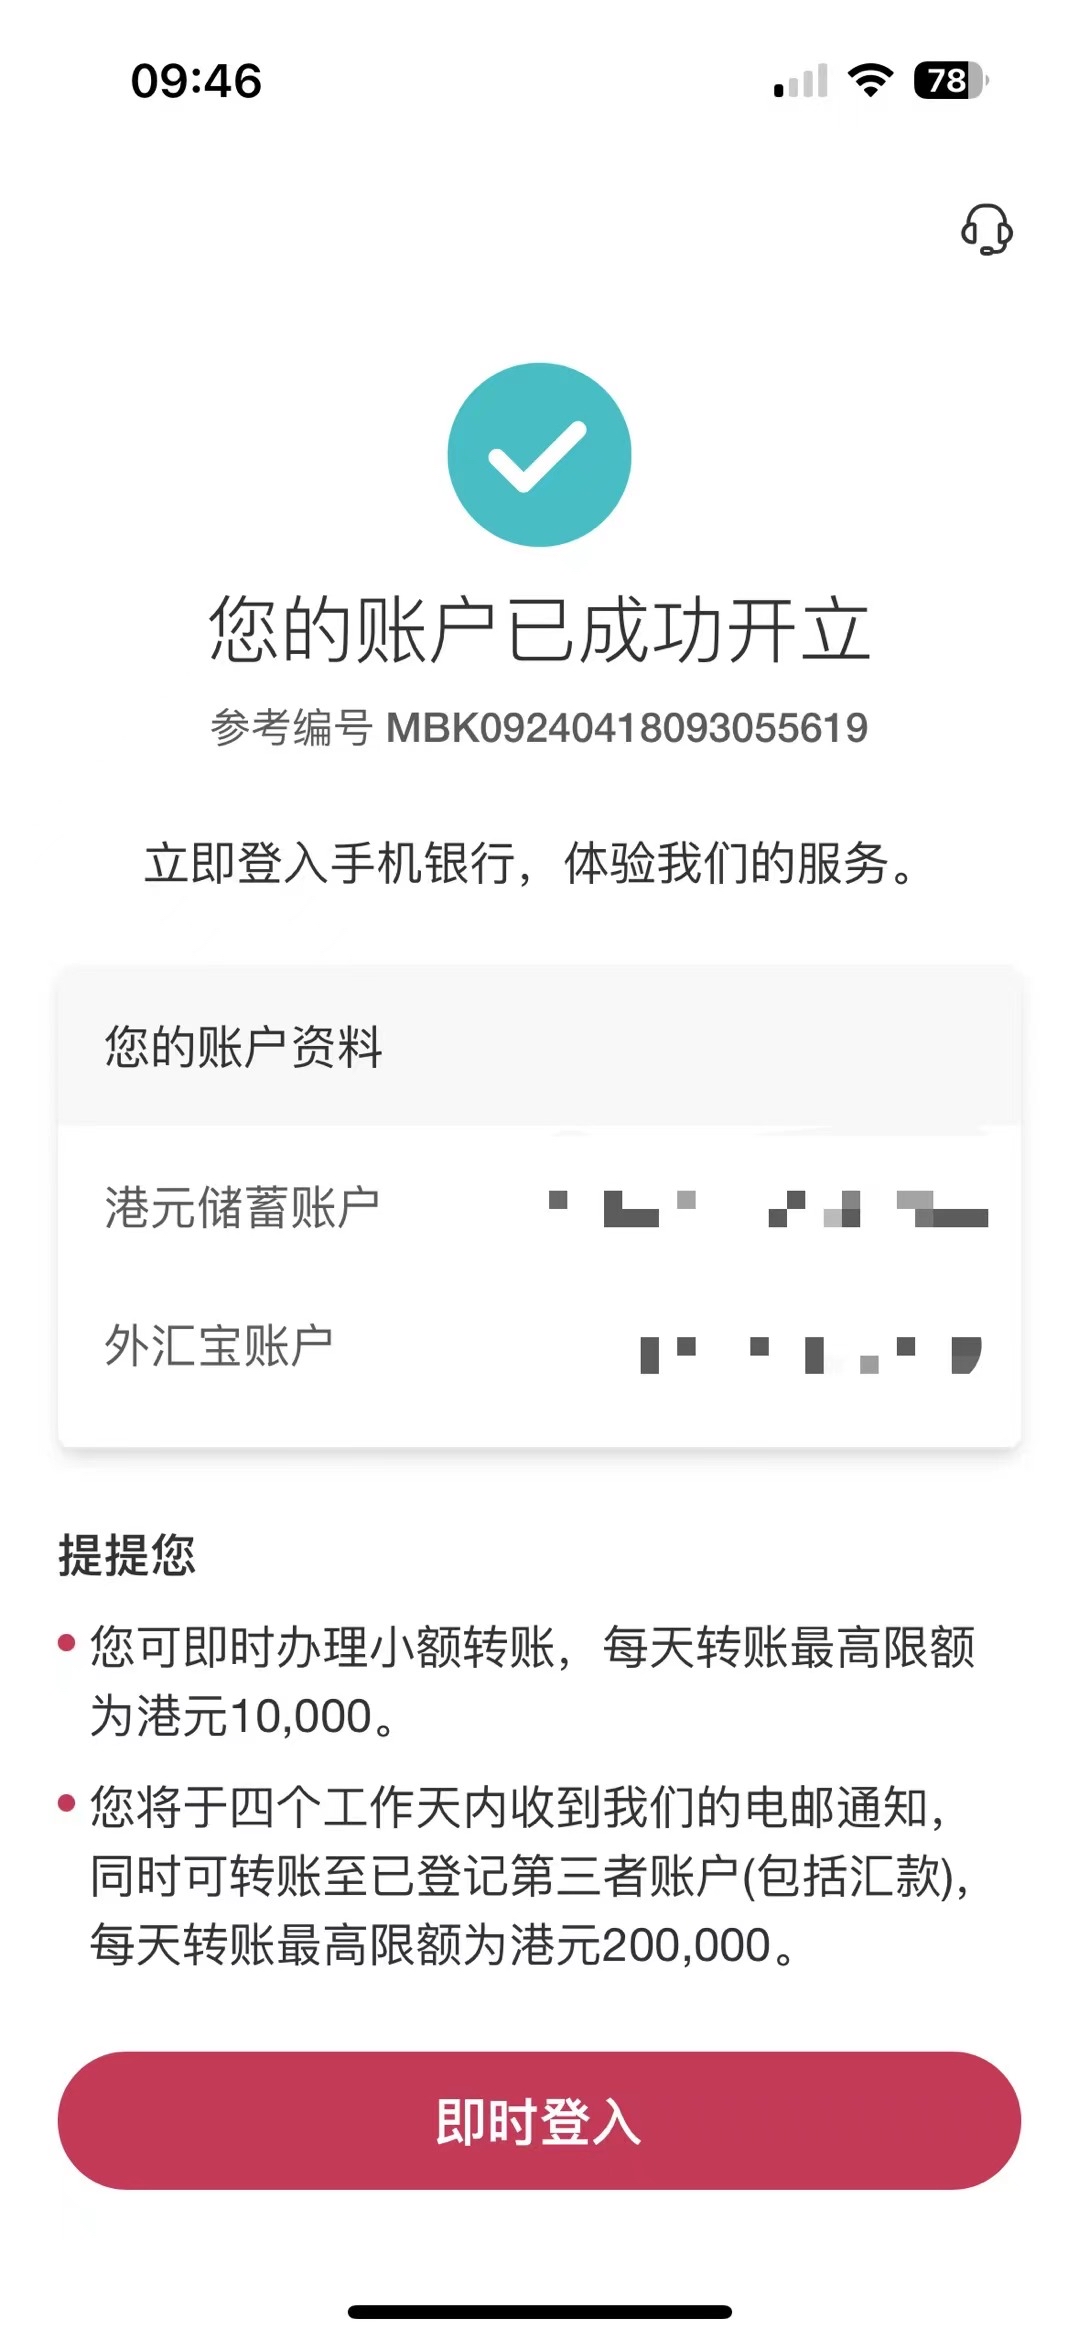 09:46
78
您的账户已成功开立
参考编号 MBK09240418093055619
立即登入手机银行，体验我们的服务。
您的账户资料
港元储蓄账户
外汇宝账户
提提您
您可即时办理小额转账，每天转账最高限额
为港元10,000。
您将于四个工作天内收到我们的电邮通知，
同时可转账至已登记第三者账户(包括汇款)，
每天转账最高限额为港元200,000。
即时登入